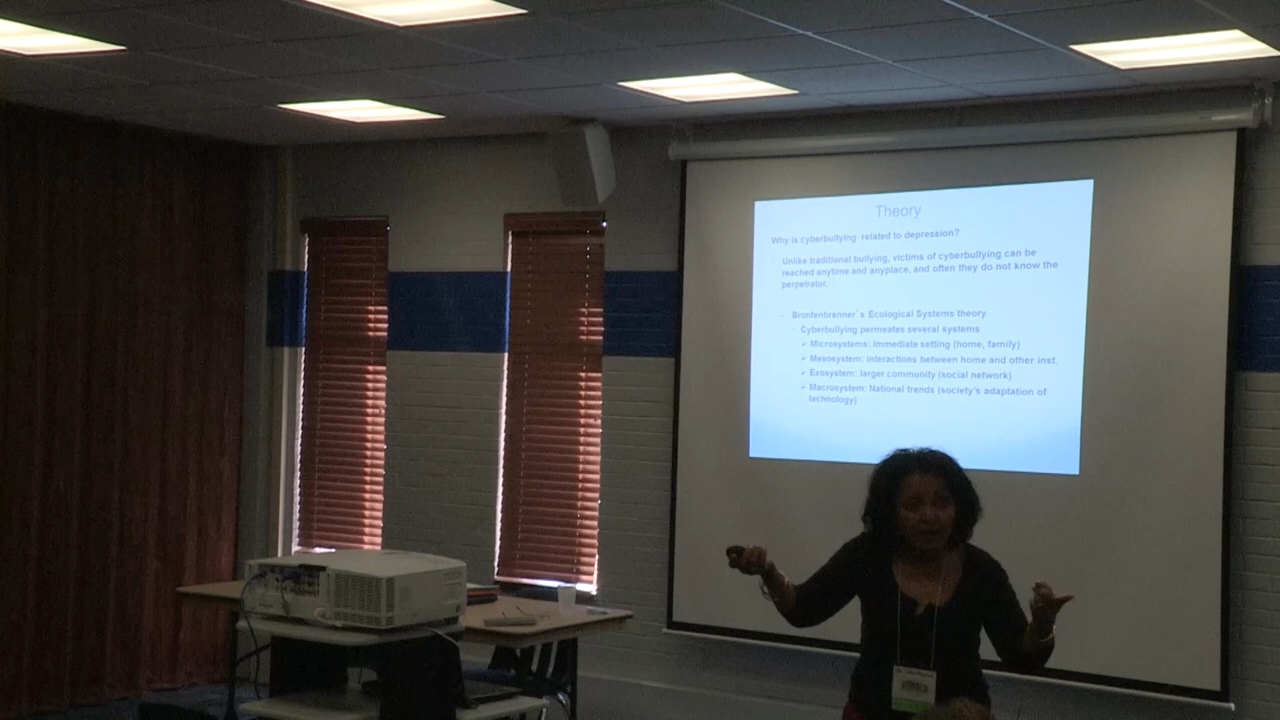 Theory
Why is cyberbullying related to depression?
Unlike traditional bullying, victims of cyberbullying can be
reached anytime and anyplace, and often they do not know the
perpetrator.
– Bronfenbrenner's Ecological Systems theory
Cyberbullying permeates several systems
✓ Microsystems: Immediate setting (home, family)
✓ Mesosystem: interactions between home and other inst.
✓ Exosystem: larger community (social network)
✓ Macrosystem: National trends (society's adaptation of
technology)